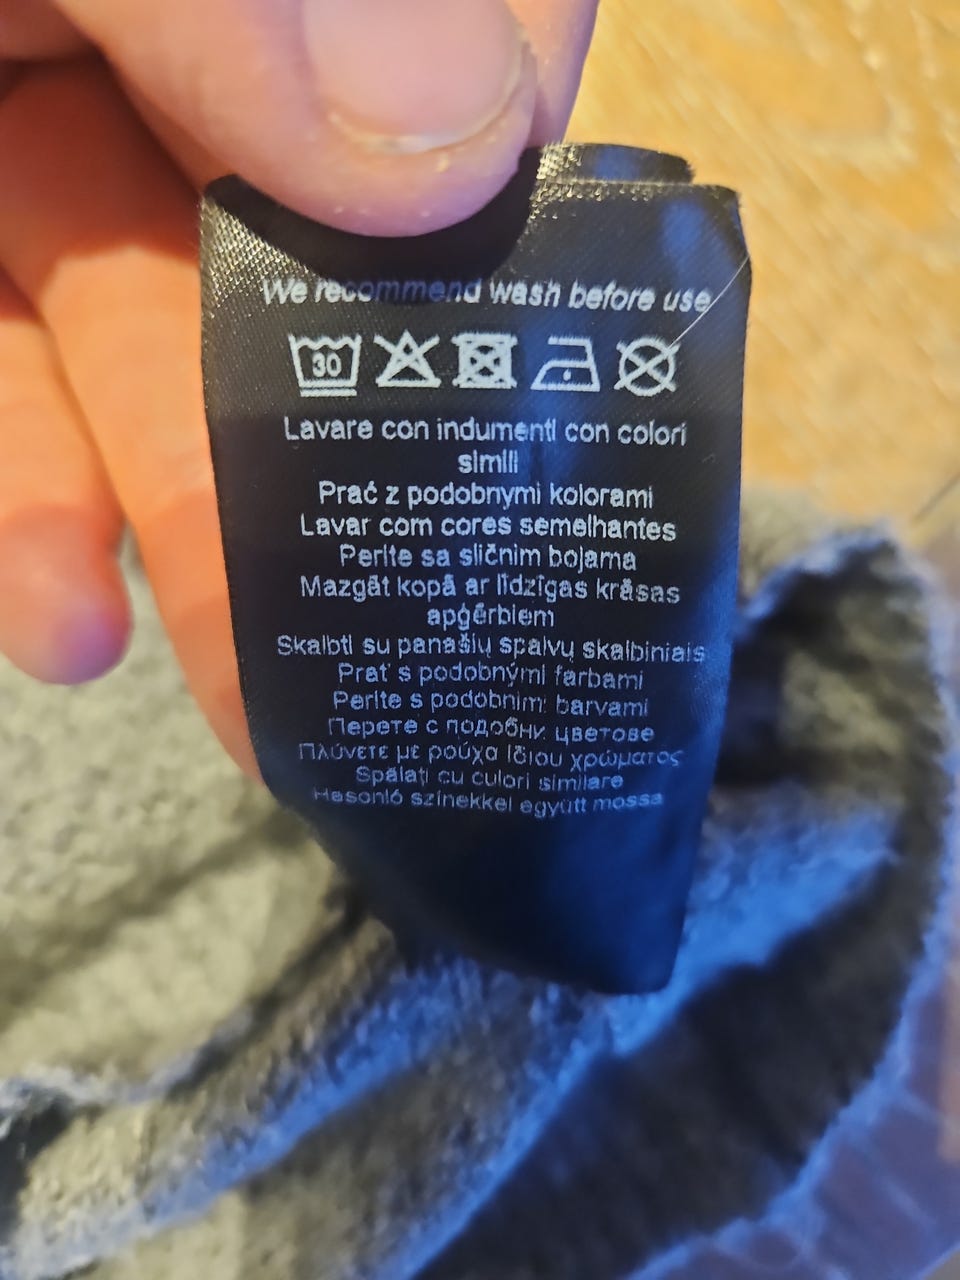 We recommend wash before use
30
Lavare con indumenti con colori
simili
Prać z podobnymi kolorami
Lavar com cores semelhantes
Perite sa sličnim bojama
Mazgāt kopā ar līdzīgas krāsas
apģērbiem
Skalbti su panašių spalvų skalbiniais
Prať s podobnými farbami
Perite s podobnimi barvami
Перете с подобни цветове
Πλύνετε με ρούχα ίδιου χρώματος
Spălați cu culori similare
Hasonló színekkel együtt mossa